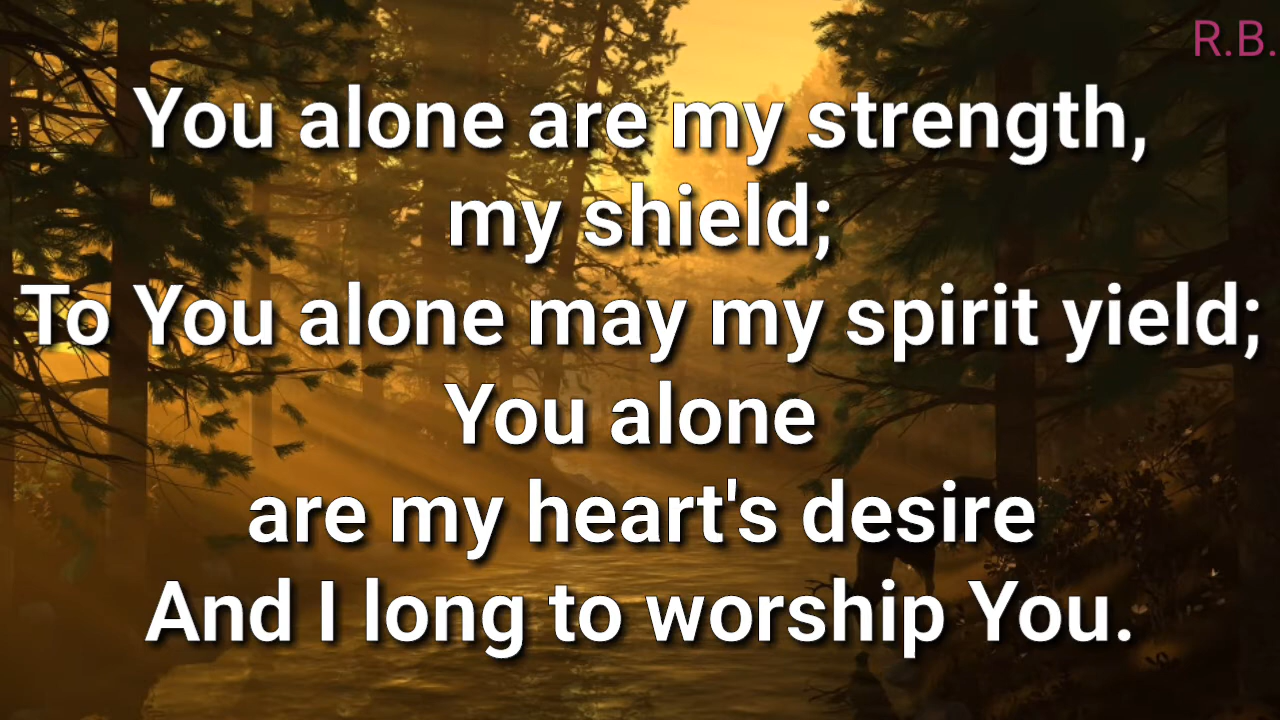 R.B.
You alone are my strength,
my shield;
To You alone may my spirit yield;
You alone
are my heart's desire
And I long to worship You.